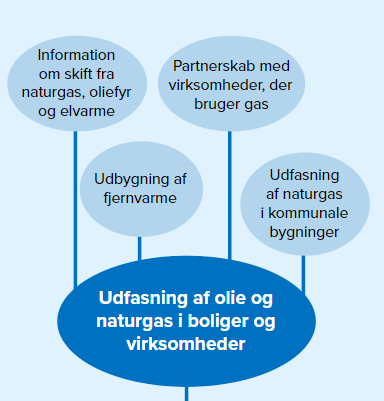 Information
om skift fra
naturgas, oliefyr
og elvarme
Partnerskab med
virksomheder, der
bruger gas
Udbygning af
fjernvarme
Udfasning
af naturgas
i kommunale
bygninger
Udfasning af olie og
naturgas i boliger og
virksomheder